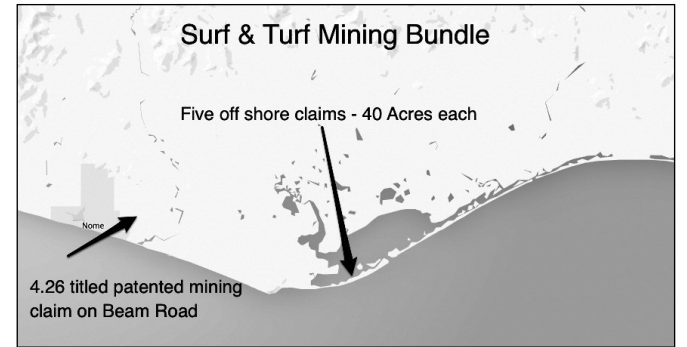 Surf & Turf Mining Bundle
Five off shore claims - 40 Acres each
Nome
4.26 titled patented mining
claim on Beam Road